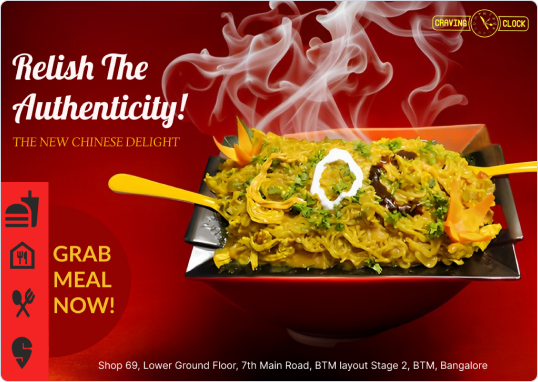 CRAVING CLOCK
Relish The
Authenticity!
THE NEW CHINESE DELIGHT
GRAB
MEAL
NOW!
Shop 69, Lower Ground Floor, 7th Main Road, BTM layout Stage 2, BTM, Bangalore